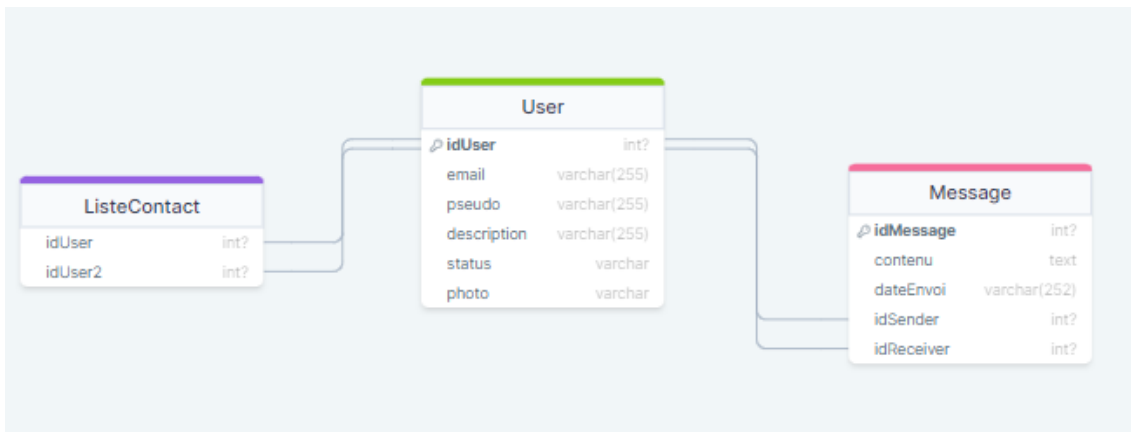 ListeContact
idUser int?
idUser2 int?
User
idUser int?
email varchar(255)
pseudo varchar(255)
description varchar(255)
status varchar
photo varchar
Message
idMessage int?
contenu text
dateEnvoi varchar(252)
idSender int?
idReceiver int?